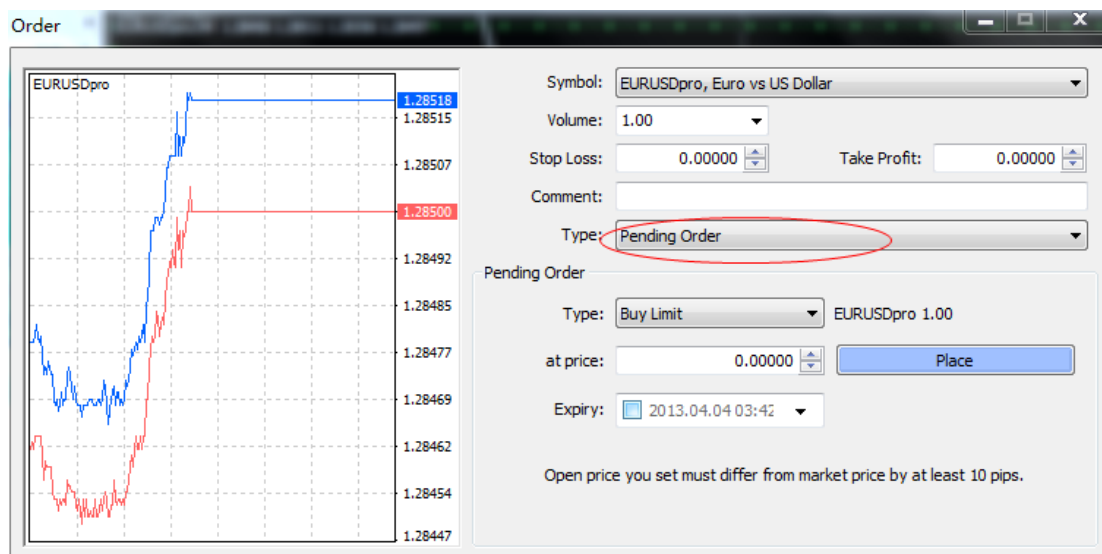 Order
X
EURUSDpro
1.28518
1.28515
1.28507
1.28500
1.28492
1.28485
1.28477
1.28469
1.28462
1.28454
1.28447
Symbol: EURUSDpro, Euro vs US Dollar
Volume: 1.00
Stop Loss: 0.00000 Take Profit: 0.00000
Comment:
Type: Pending Order
Pending Order
Type: Buy Limit EURUSDpro 1.00
at price: 0.00000 Place
Expiry: 2013.04.04 03:42
Open price you set must differ from market price by at least 10 pips.